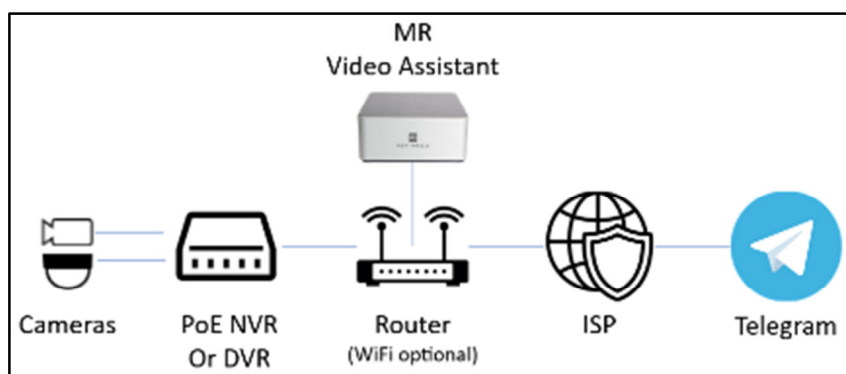 MR
Video Assistant
Cameras
PoE NVR
Or DVR
Router
(WiFi optional)
ISP
Telegram